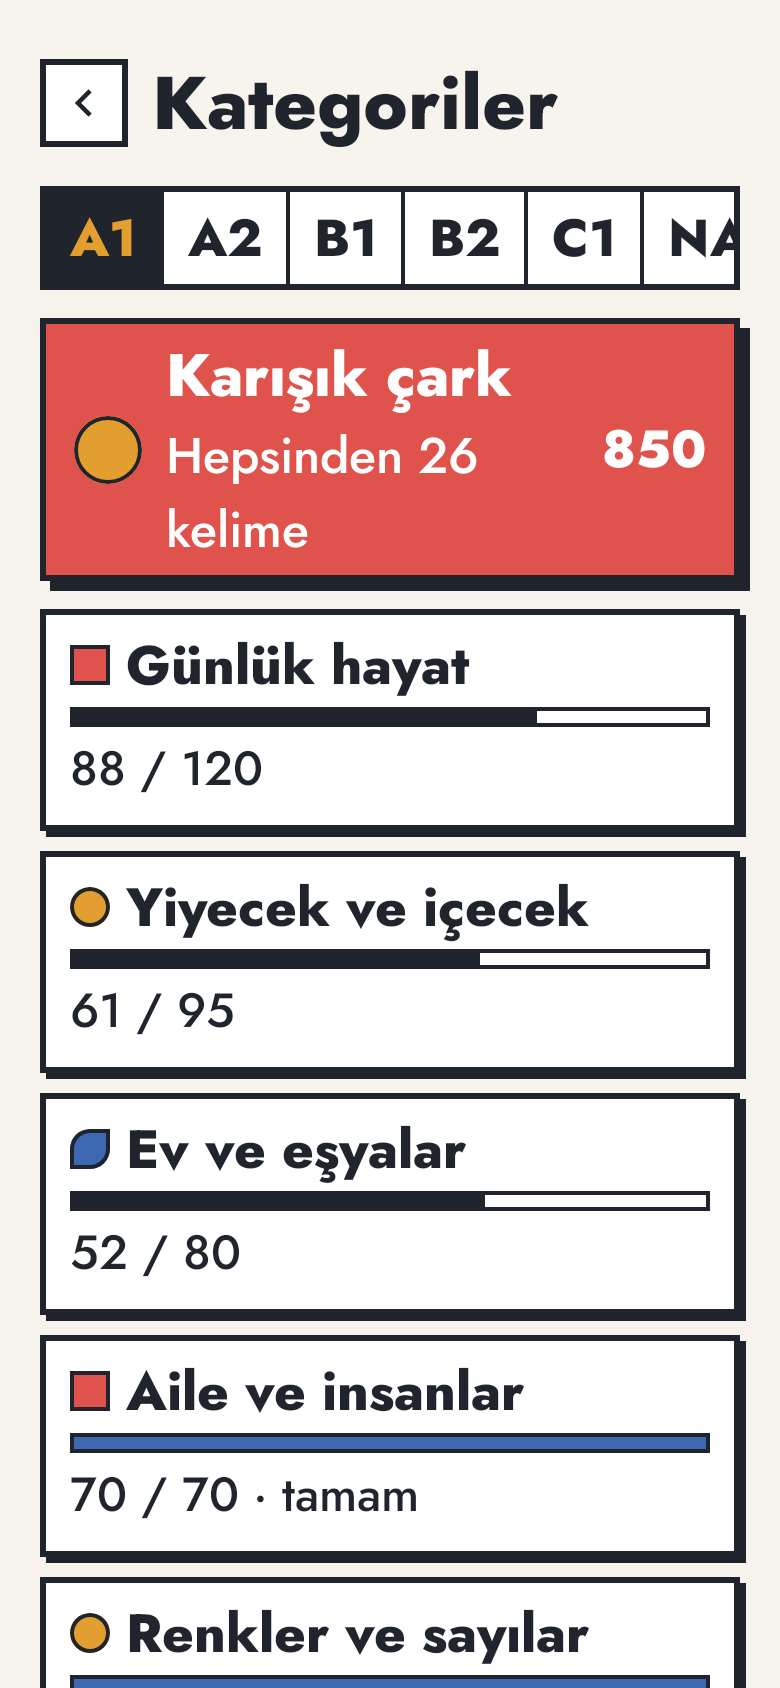 Kategoriler
A1 A2 B1 B2 C1 NA
Karışık çark
Hepsinden 26
kelime
850
Günlük hayat
88 / 120
Yiyecek ve içecek
61 / 95
Ev ve eşyalar
52 / 80
Aile ve insanlar
70 / 70 · tamam
Renkler ve sayılar